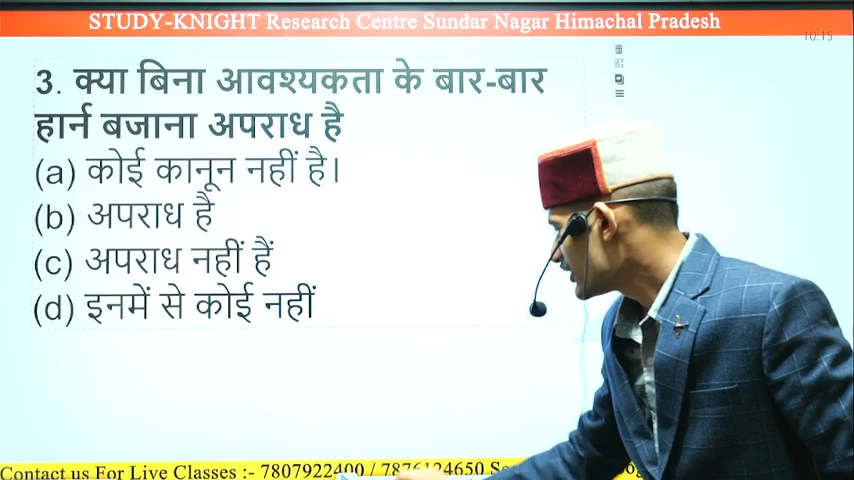 STUDY-KNIGHT Research Centre Sundar Nagar Himachal Pradesh
10:15
3. क्या बिना आवश्यकता के बार-बार
हार्न बजाना अपराध है
(a) कोई कानून नहीं है।
(b) अपराध है
(c) अपराध नहीं हैं
(d) इनमें से कोई नहीं
Contact us For Live Classes :- 7807922400 / 7876124650